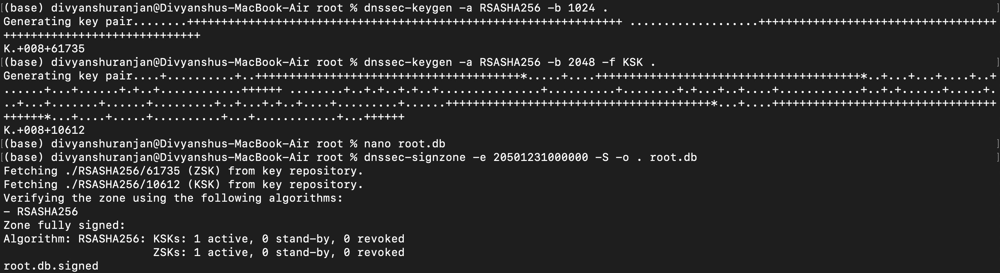 (base) divyanshuranjan@Divyanshus-MacBook-Air root % dnssec-keygen -a RSASHA256 -b 1024 .
Generating key pair........++++++++++++++++++++++++++++++++++++++++++++++++++++++++++++++++ ...................+++++++++++++++++++++++++++++++++++
+++++++++++++++++++++++++++++
K.+008+61735
(base) divyanshuranjan@Divyanshus-MacBook-Air root % dnssec-keygen -a RSASHA256 -b 2048 -f KSK .
Generating key pair....+..........+..+++++++++++++++++++++++++++++++++++++++*.....+....+++++++++++++++++++++++++++++++++++++++*..+...+...+....+..+
......+...+......+.+..+............++++++ ........+..+.+..+.+..+...............+..........+........+.+...+..+....+............+..+.+......+.....+.
..+...+.......+......+.........+..+...+.+..+....+.........+......+++++++++++++++++++++++++++++++++++++++*...+....+++++++++++++++++++++++++++++++++
++++++*...+....+.....+..........+...+............+...++++++
K.+008+10612
(base) divyanshuranjan@Divyanshus-MacBook-Air root % nano root.db
(base) divyanshuranjan@Divyanshus-MacBook-Air root % dnssec-signzone -e 20501231000000 -S -o . root.db
Fetching ./RSASHA256/61735 (ZSK) from key repository.
Fetching ./RSASHA256/10612 (KSK) from key repository.
Verifying the zone using the following algorithms:
- RSASHA256
Zone fully signed:
Algorithm: RSASHA256: KSKs: 1 active, 0 stand-by, 0 revoked
                      ZSKs: 1 active, 0 stand-by, 0 revoked
root.db.signed